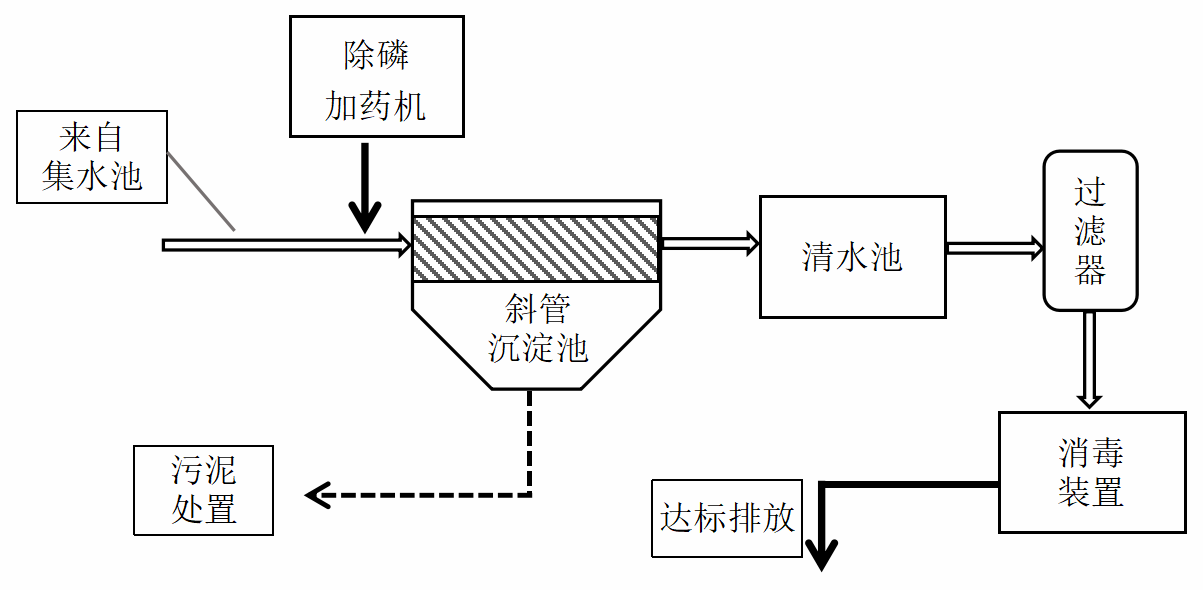 除磷
加药机
来自
集水池
斜管
沉淀池
清水池
过
滤
器
消毒
装置
污泥
处置
达标排放